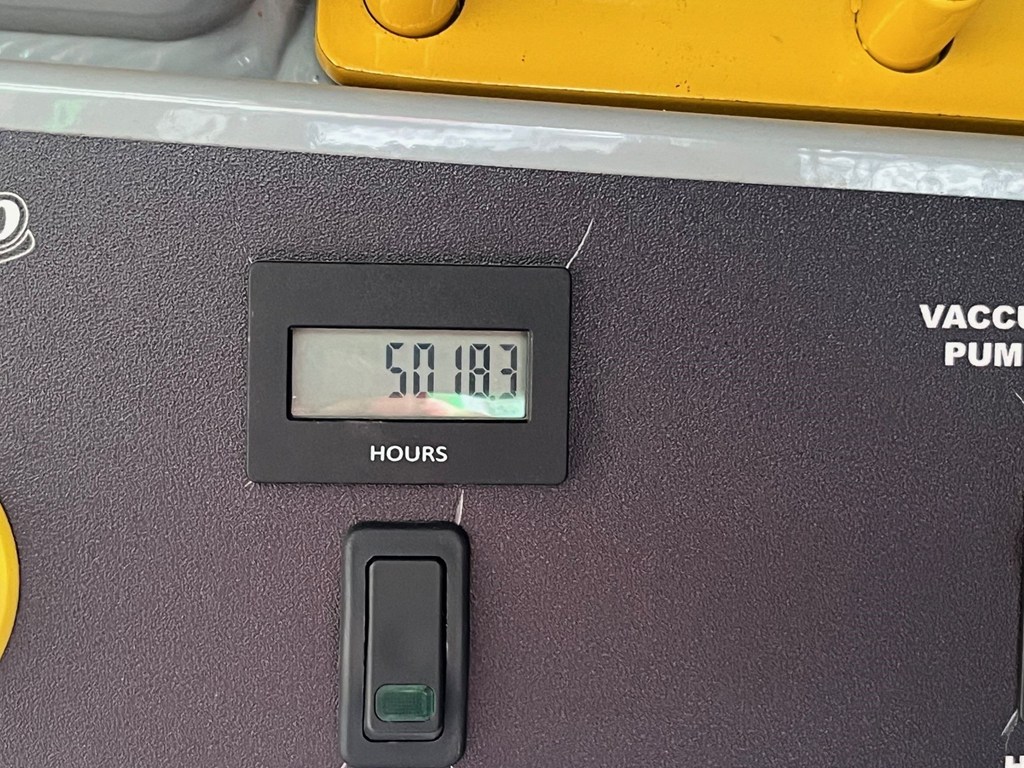 5018.3
HOURS
VACCU
PUM